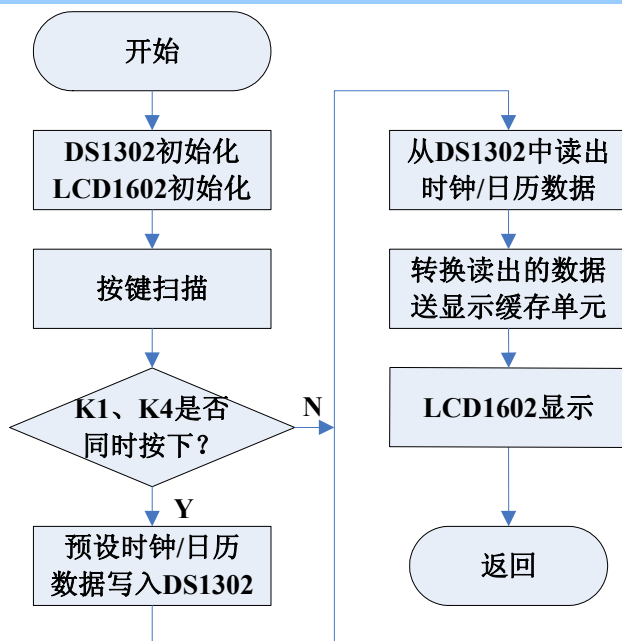 开始
DS1302初始化
LCD1602初始化
按键扫描
K1、K4是否
同时按下？
N
Y
预设时钟/日历
数据写入DS1302
从DS1302中读出
时钟/日历数据
转换读出的数据
送显示缓存单元
LCD1602显示
返回